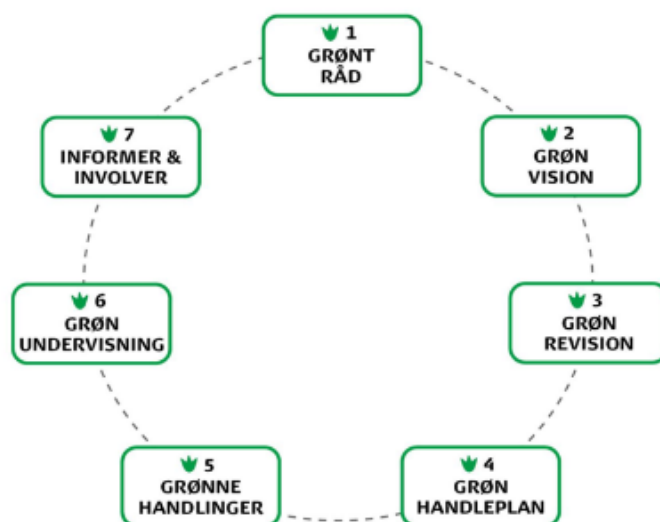 1
GRØNT
RÅD
2
GRØN
VISION
3
GRØN
REVISION
4
GRØN
HANDLEPLAN
5
GRØNNE
HANDLINGER
6
GRØN
UNDERVISNING
7
INFORMER &
INVOLVER